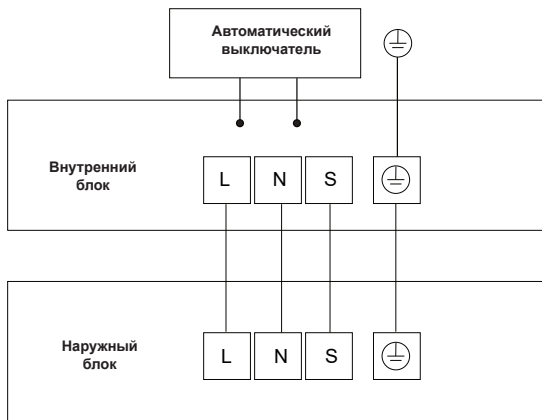 Автоматический
выключатель
Внутренний
блок
L N S
Наружный
блок
L N S